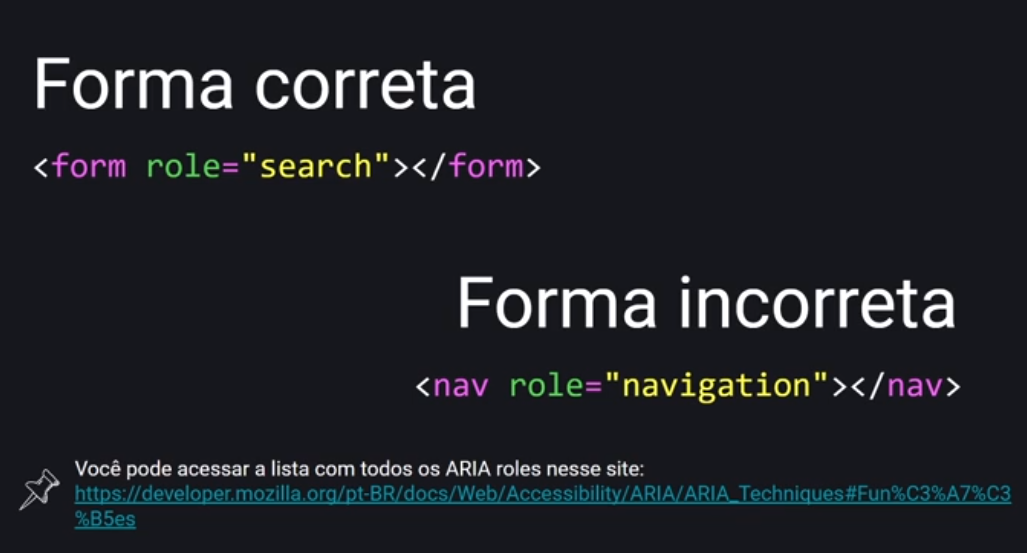 Forma correta
<form role="search"></form>
Forma incorreta
<nav role="navigation"></nav>
Você pode acessar a lista com todos os ARIA roles nesse site:
https://developer.mozilla.org/pt-BR/docs/Web/Accessibility/ARIA/ARIA_Techniques#Fun%C3%A7%C3
%B5es